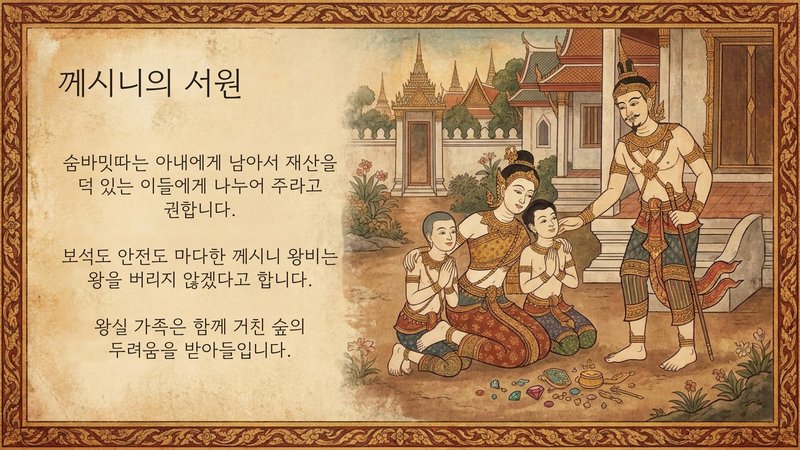 께시니의 서원
숨바밋따는 아내에게 남아서 재산을
덕 있는 이들에게 나누어 주라고
권합니다.
보석도 안전도 마다한 께시니 왕비는
왕을 버리지 않겠다고 합니다.
왕실 가족은 함께 거친 숲의
두려움을 받아들입니다.